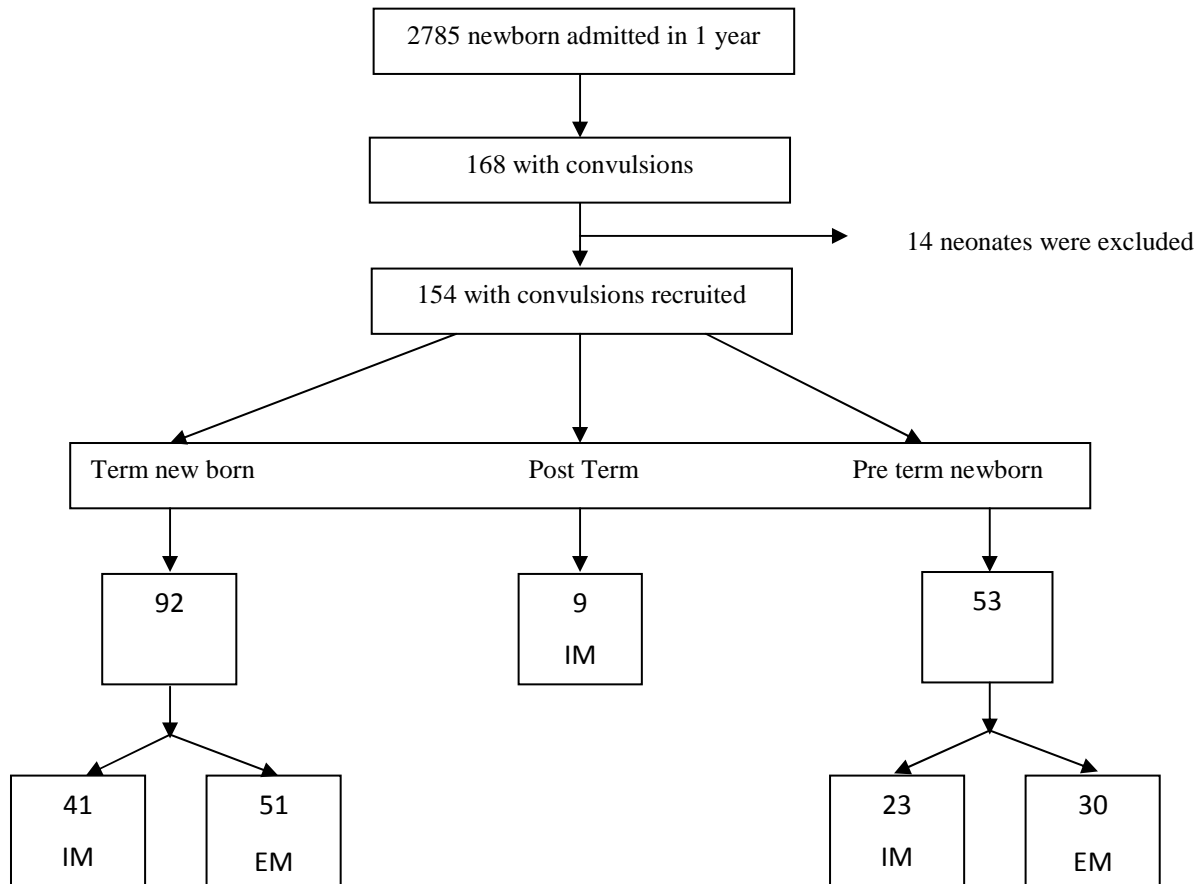 2785 newborn admitted in 1 year
168 with convulsions
14 neonates were excluded
154 with convulsions recruited
Term new born
Post Term
Pre term newborn
92
9
IM
53
41
IM
51
EM
23
IM
30
EM